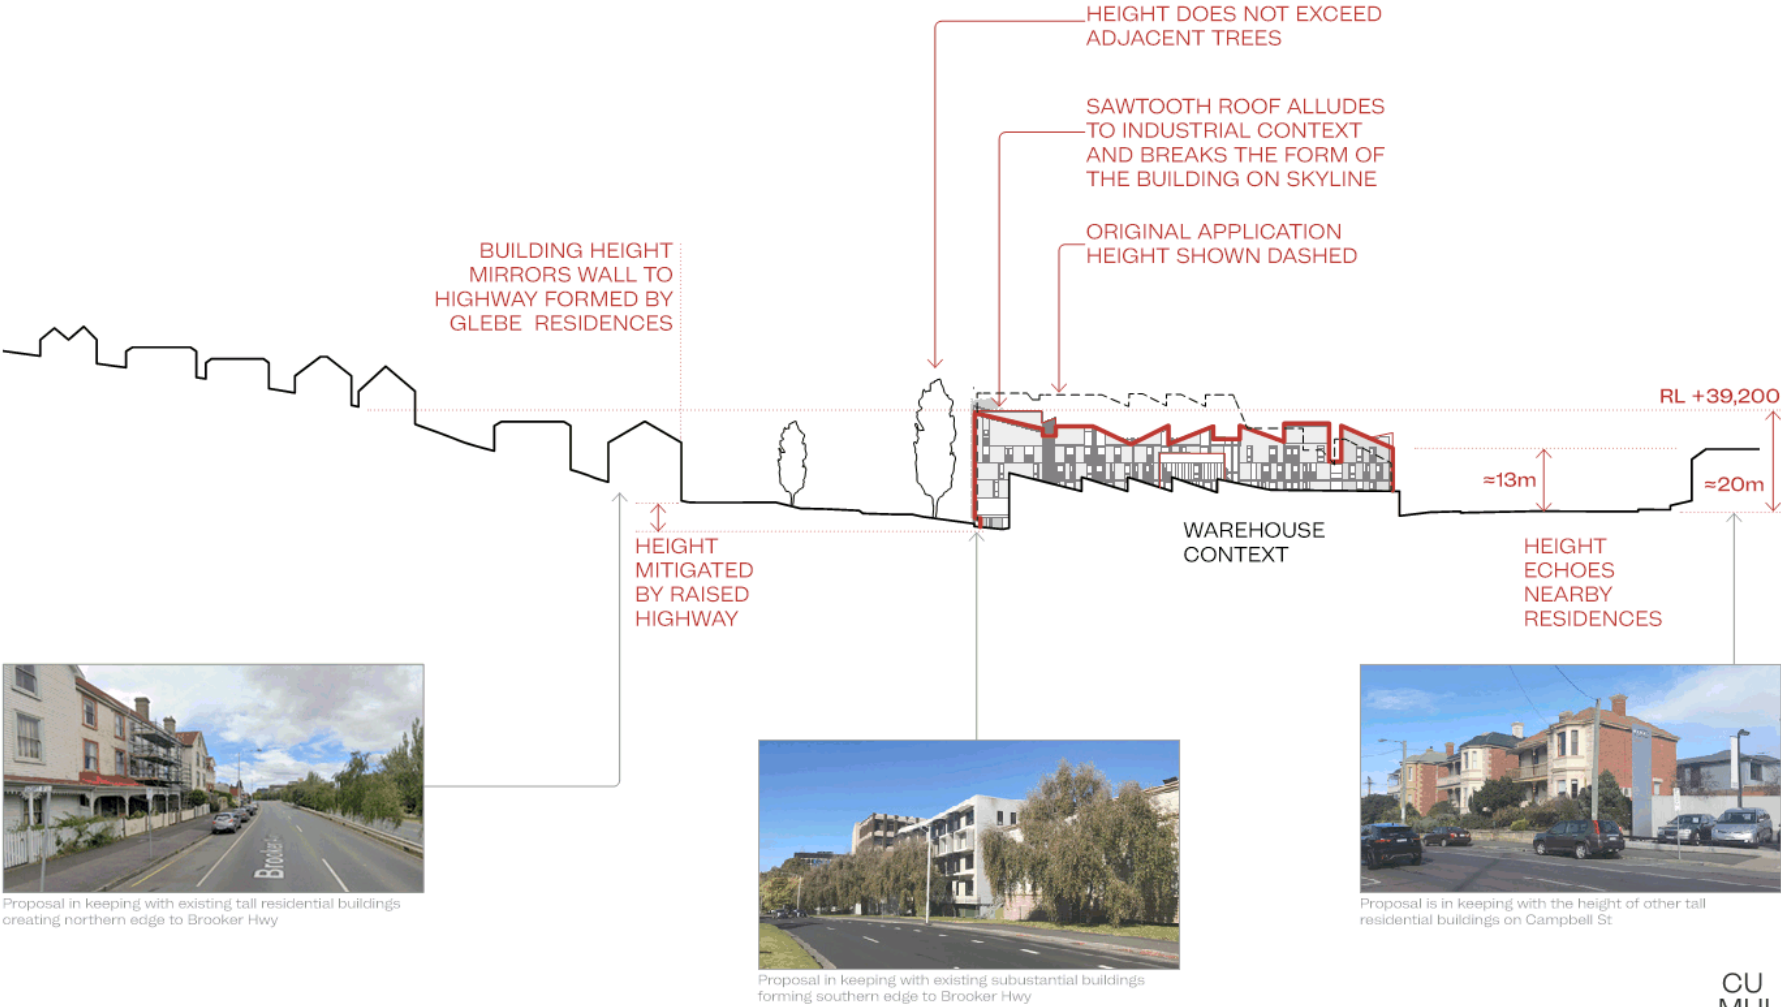 HEIGHT DOES NOT EXCEED
ADJACENT TREES
SAWTOOTH ROOF ALLUDES
TO INDUSTRIAL CONTEXT
AND BREAKS THE FORM OF
THE BUILDING ON SKYLINE
ORIGINAL APPLICATION
HEIGHT SHOWN DASHED
BUILDING HEIGHT
MIRRORS WALL TO
HIGHWAY FORMED BY
GLEBE RESIDENCES
RL +39,200
≈13m
≈20m
WAREHOUSE
CONTEXT
HEIGHT
MITIGATED
BY RAISED
HIGHWAY
HEIGHT
ECHOES
NEARBY
RESIDENCES
Proposal in keeping with existing tall residential buildings
creating northern edge to Brooker Hwy
Proposal in keeping with existing subustantial buildings
forming southern edge to Brooker Hwy
Proposal is in keeping with the height of other tall
residential buildings on Campbell St
CU